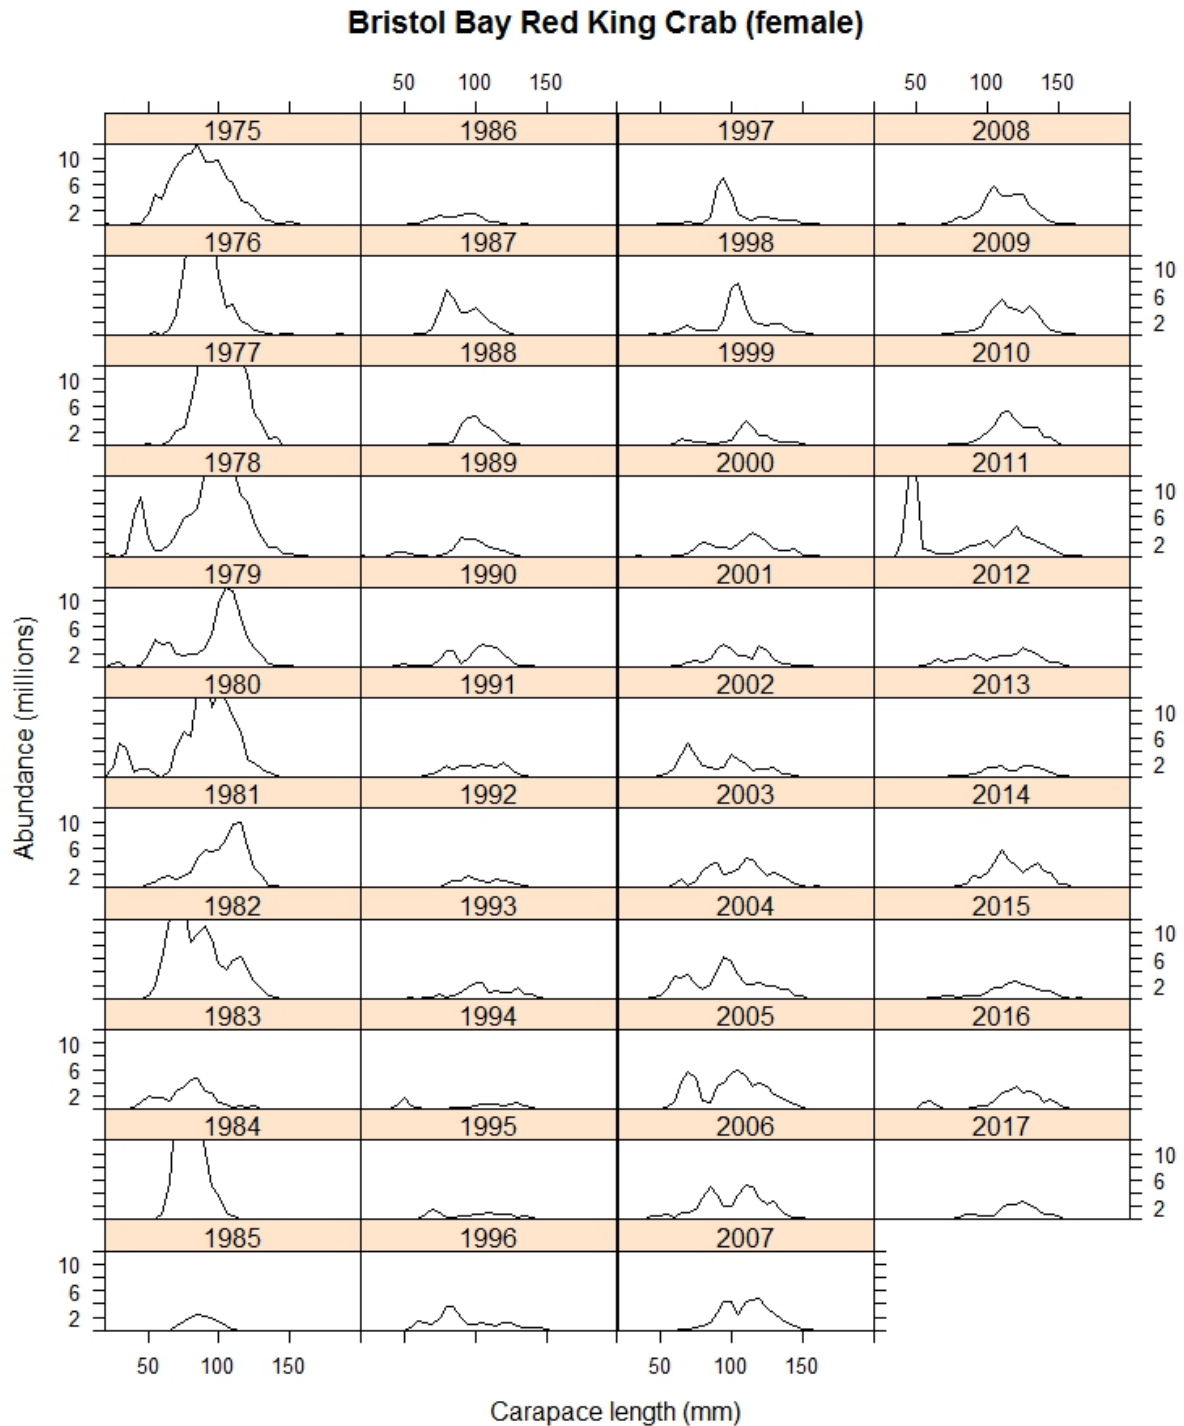 Bristol Bay Red King Crab (female)
50 100 150 50 100 150
1975 1986 1997 2008
10
6
2
1976 1987 1998 2009
10
6
2
1977 1988 1999 2010
10
6
2
1978 1989 2000 2011
10
6
2
1979 1990 2001 2012
10
6
2
1980 1991 2002 2013
10
6
2
1981 1992 2003 2014
10
6
2
1982 1993 2004 2015
10
6
2
1983 1994 2005 2016
10
6
2
1984 1995 2006 2017
10
6
2
1985 1996 2007
10
6
2
50 100 150 50 100 150
Abundance (millions)
Carapace length (mm)